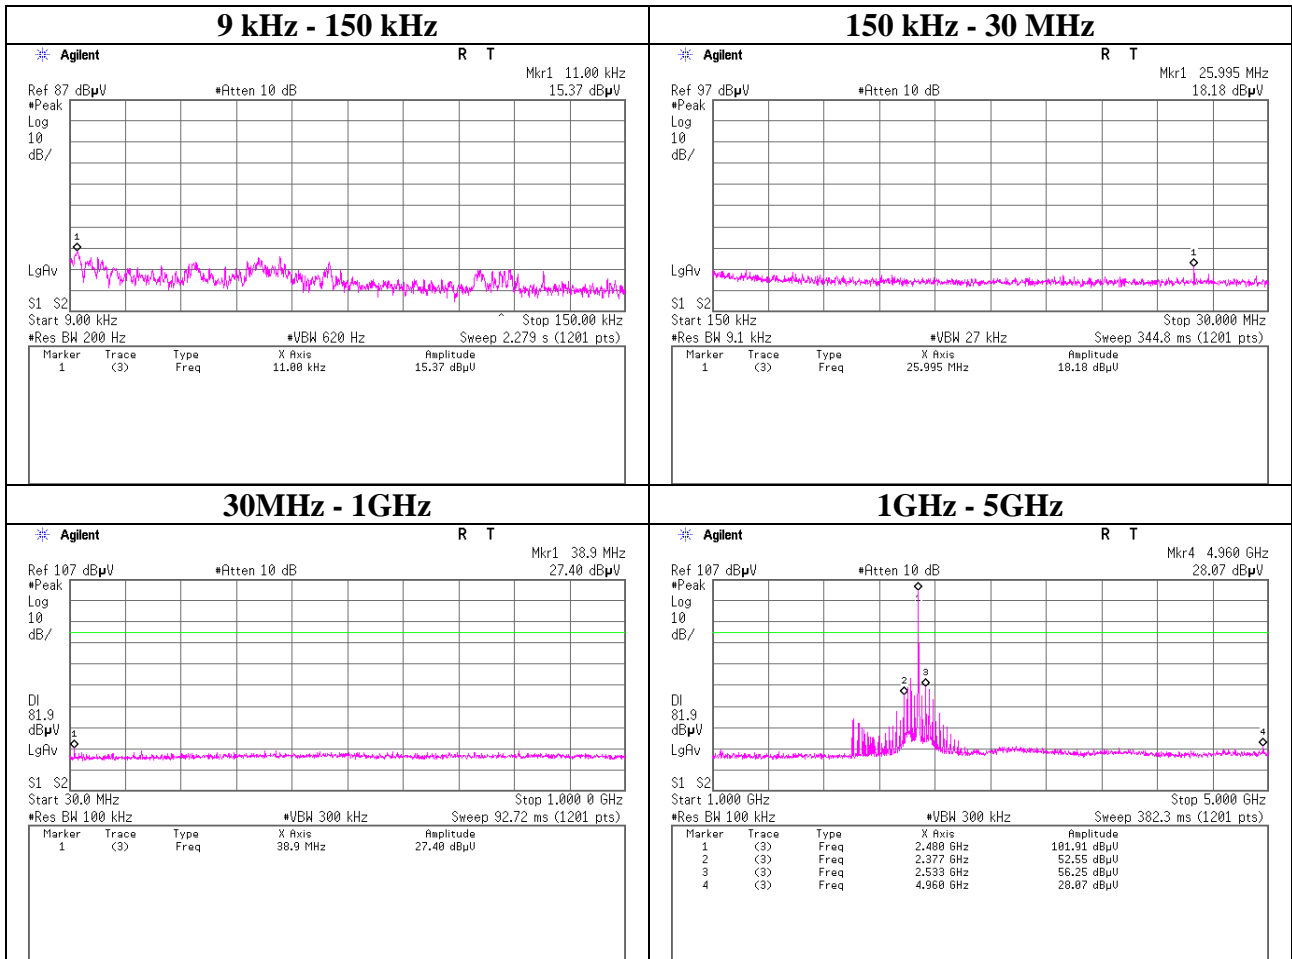 9 kHz - 150 kHz
Agilent R T
Mkr1 11.00 kHz
Ref 87 dBµV #Atten 10 dB 15.37 dBµV
#Peak
Log
10
dB/
1
LgAv
S1 S2
Start 9.00 kHz ^ Stop 150.00 kHz
#Res BW 200 Hz #VBW 620 Hz Sweep 2.279 s (1201 pts)
Marker Trace Type X Axis Amplitude
1 (3) Freq 11.00 kHz 15.37 dBµV
150 kHz - 30 MHz
Agilent R T
Mkr1 25.995 MHz
Ref 97 dBµV #Atten 10 dB 18.18 dBµV
#Peak
Log
10
dB/
1
LgAv
S1 S2
Start 150 kHz Stop 30.000 MHz
#Res BW 9.1 kHz #VBW 27 kHz Sweep 344.8 ms (1201 pts)
Marker Trace Type X Axis Amplitude
1 (3) Freq 25.995 MHz 18.18 dBµV
30MHz - 1GHz
Agilent R T
Mkr1 38.9 MHz
Ref 107 dBµV #Atten 10 dB 27.40 dBµV
#Peak
Log
10
dB/
DI
81.9
dBµV
1
LgAv
S1 S2
Start 30.0 MHz Stop 1.000 0 GHz
#Res BW 100 kHz #VBW 300 kHz Sweep 92.72 ms (1201 pts)
Marker Trace Type X Axis Amplitude
1 (3) Freq 38.9 MHz 27.40 dBµV
1GHz - 5GHz
Agilent R T
Mkr4 4.960 GHz
Ref 107 dBµV #Atten 10 dB 28.07 dBµV
#Peak
Log
10
dB/
1
2 3
DI
81.9
dBµV
4
LgAv
S1 S2
Start 1.000 GHz Stop 5.000 GHz
#Res BW 100 kHz #VBW 300 kHz Sweep 382.3 ms (1201 pts)
Marker Trace Type X Axis Amplitude
1 (3) Freq 2.480 GHz 101.91 dBµV
2 (3) Freq 2.377 GHz 52.55 dBµV
3 (3) Freq 2.533 GHz 56.25 dBµV
4 (3) Freq 4.960 GHz 28.07 dBµV